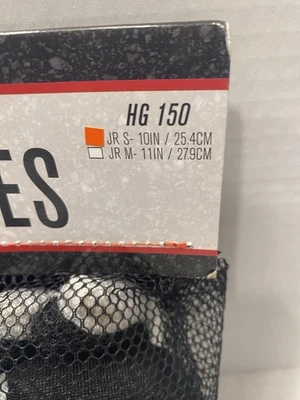 HG 150
JR S- 10IN / 25.4CM
JR M- 11IN / 27.9CM
ES